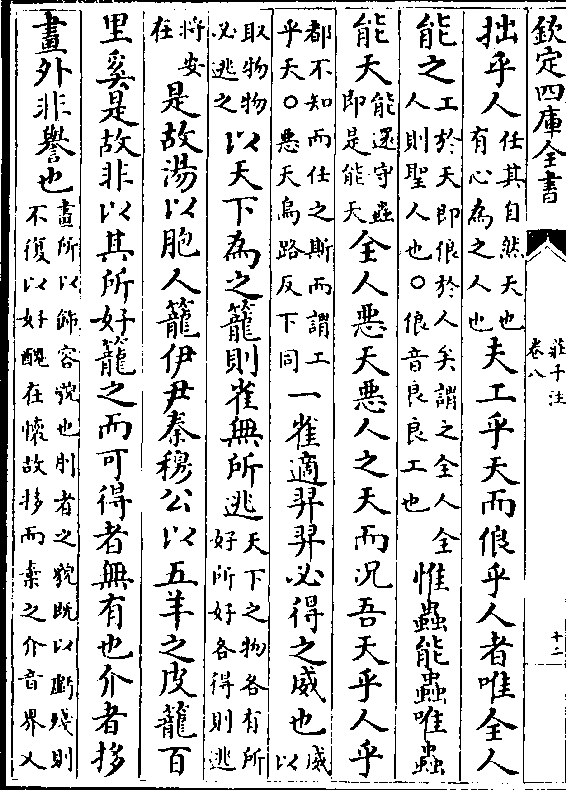 欽定四庫全書
莊子注
卷八
十二
拙乎人任其自然天也有心為之人也夫工乎天而俍乎人者唯全人
能之工於天即俍於人矣謂之全人全人則聖人也○俍音良良工也惟蟲能蟲唯蟲
能天能還守蟲即是能天全人惡天惡人之天而况吾天乎人乎
都不知而任之斯而謂工乎天○惡天烏路反下同一雀適羿羿必得之威也威以
取物物必逃之以天下為之籠則雀無所逃天下之物各有所好所好各得則逃
將安在是故湯以胞人籠伊尹秦穆公以五羊之皮籠百
里奚是故非以其所好籠之而可得者無有也介者拸
畫外非譽也畫所以飾容貌也刖者之貌既以虧殘則不復以好醜在懷故拸而棄之介音界又